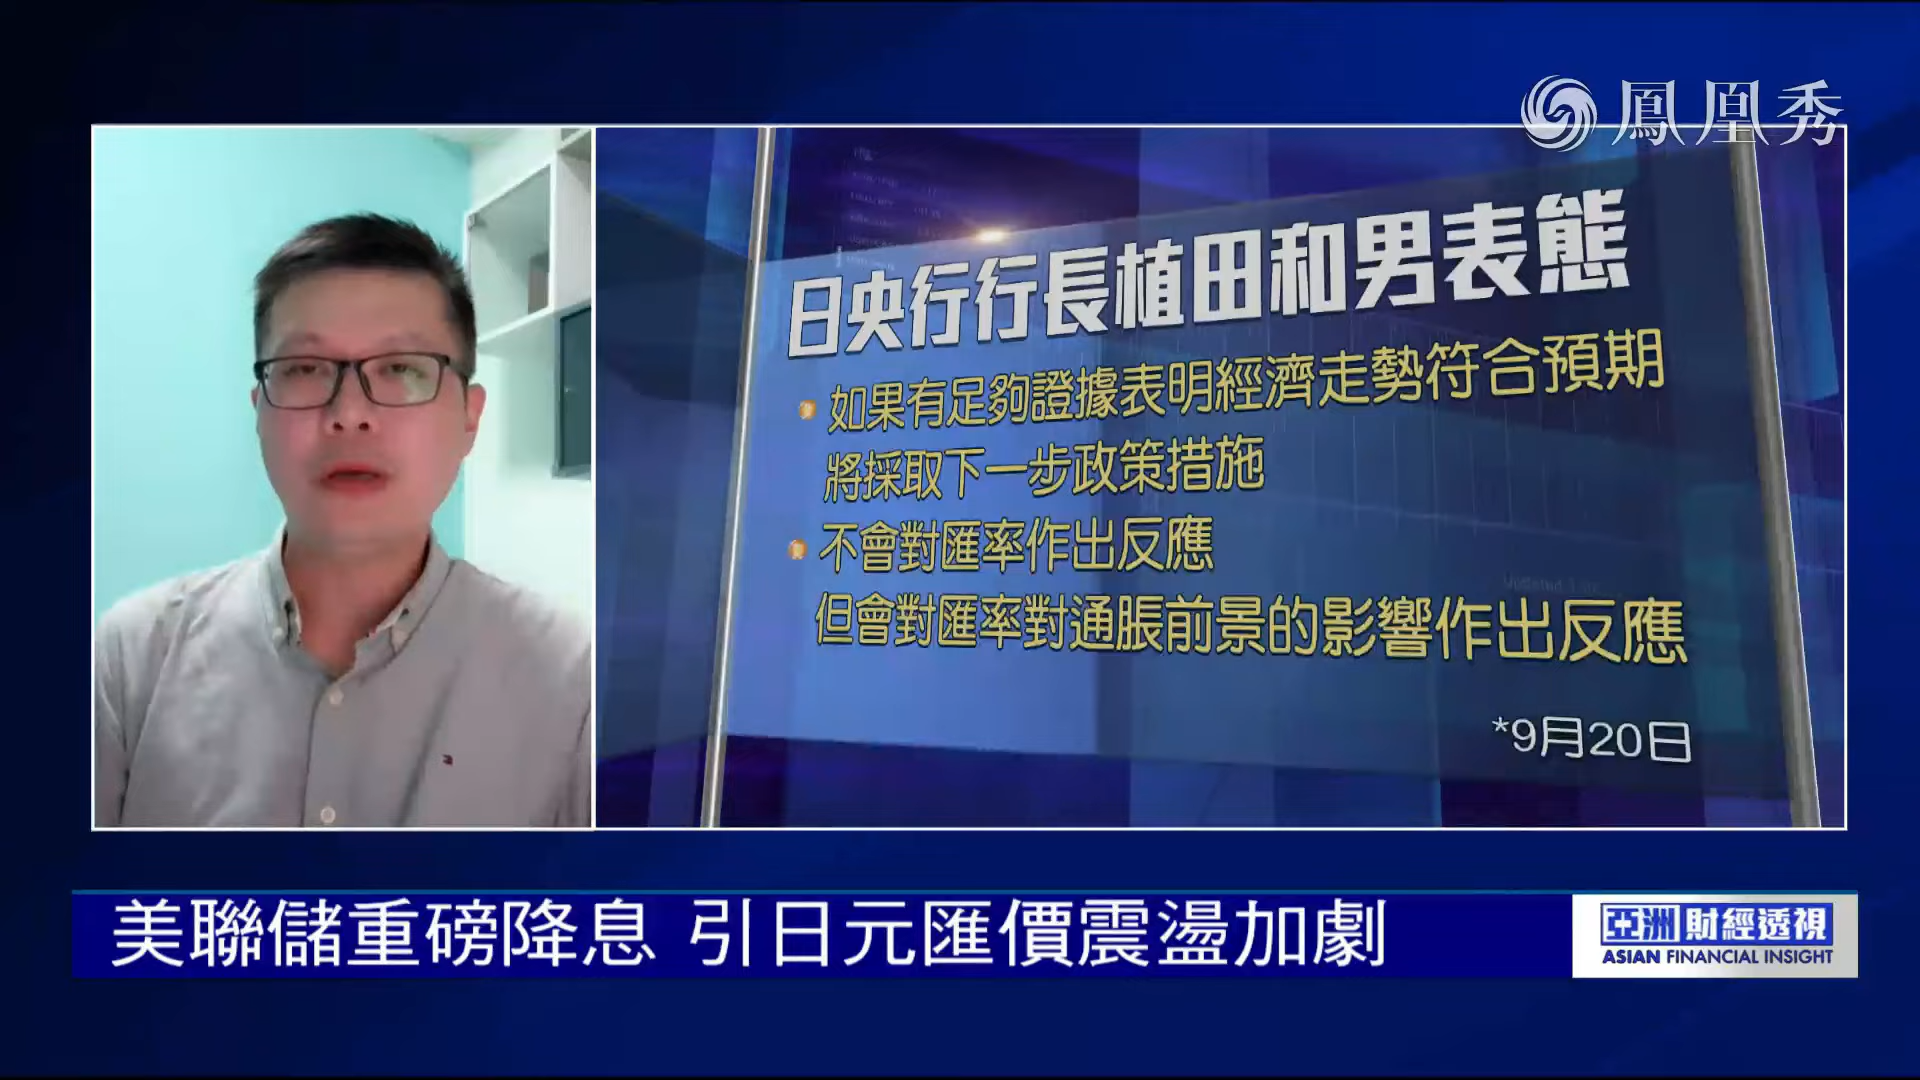 鳳凰秀
日央行行長植田和男表態
如果有足夠證據表明經濟走勢符合預期
將採取下一步政策措施
不會對匯率作出反應
但會對匯率對通脹前景的影響作出反應
*9月20日
美聯儲重磅降息 引日元匯價震盪加劇
亞洲財經透視
ASIAN FINANCIAL INSIGHT